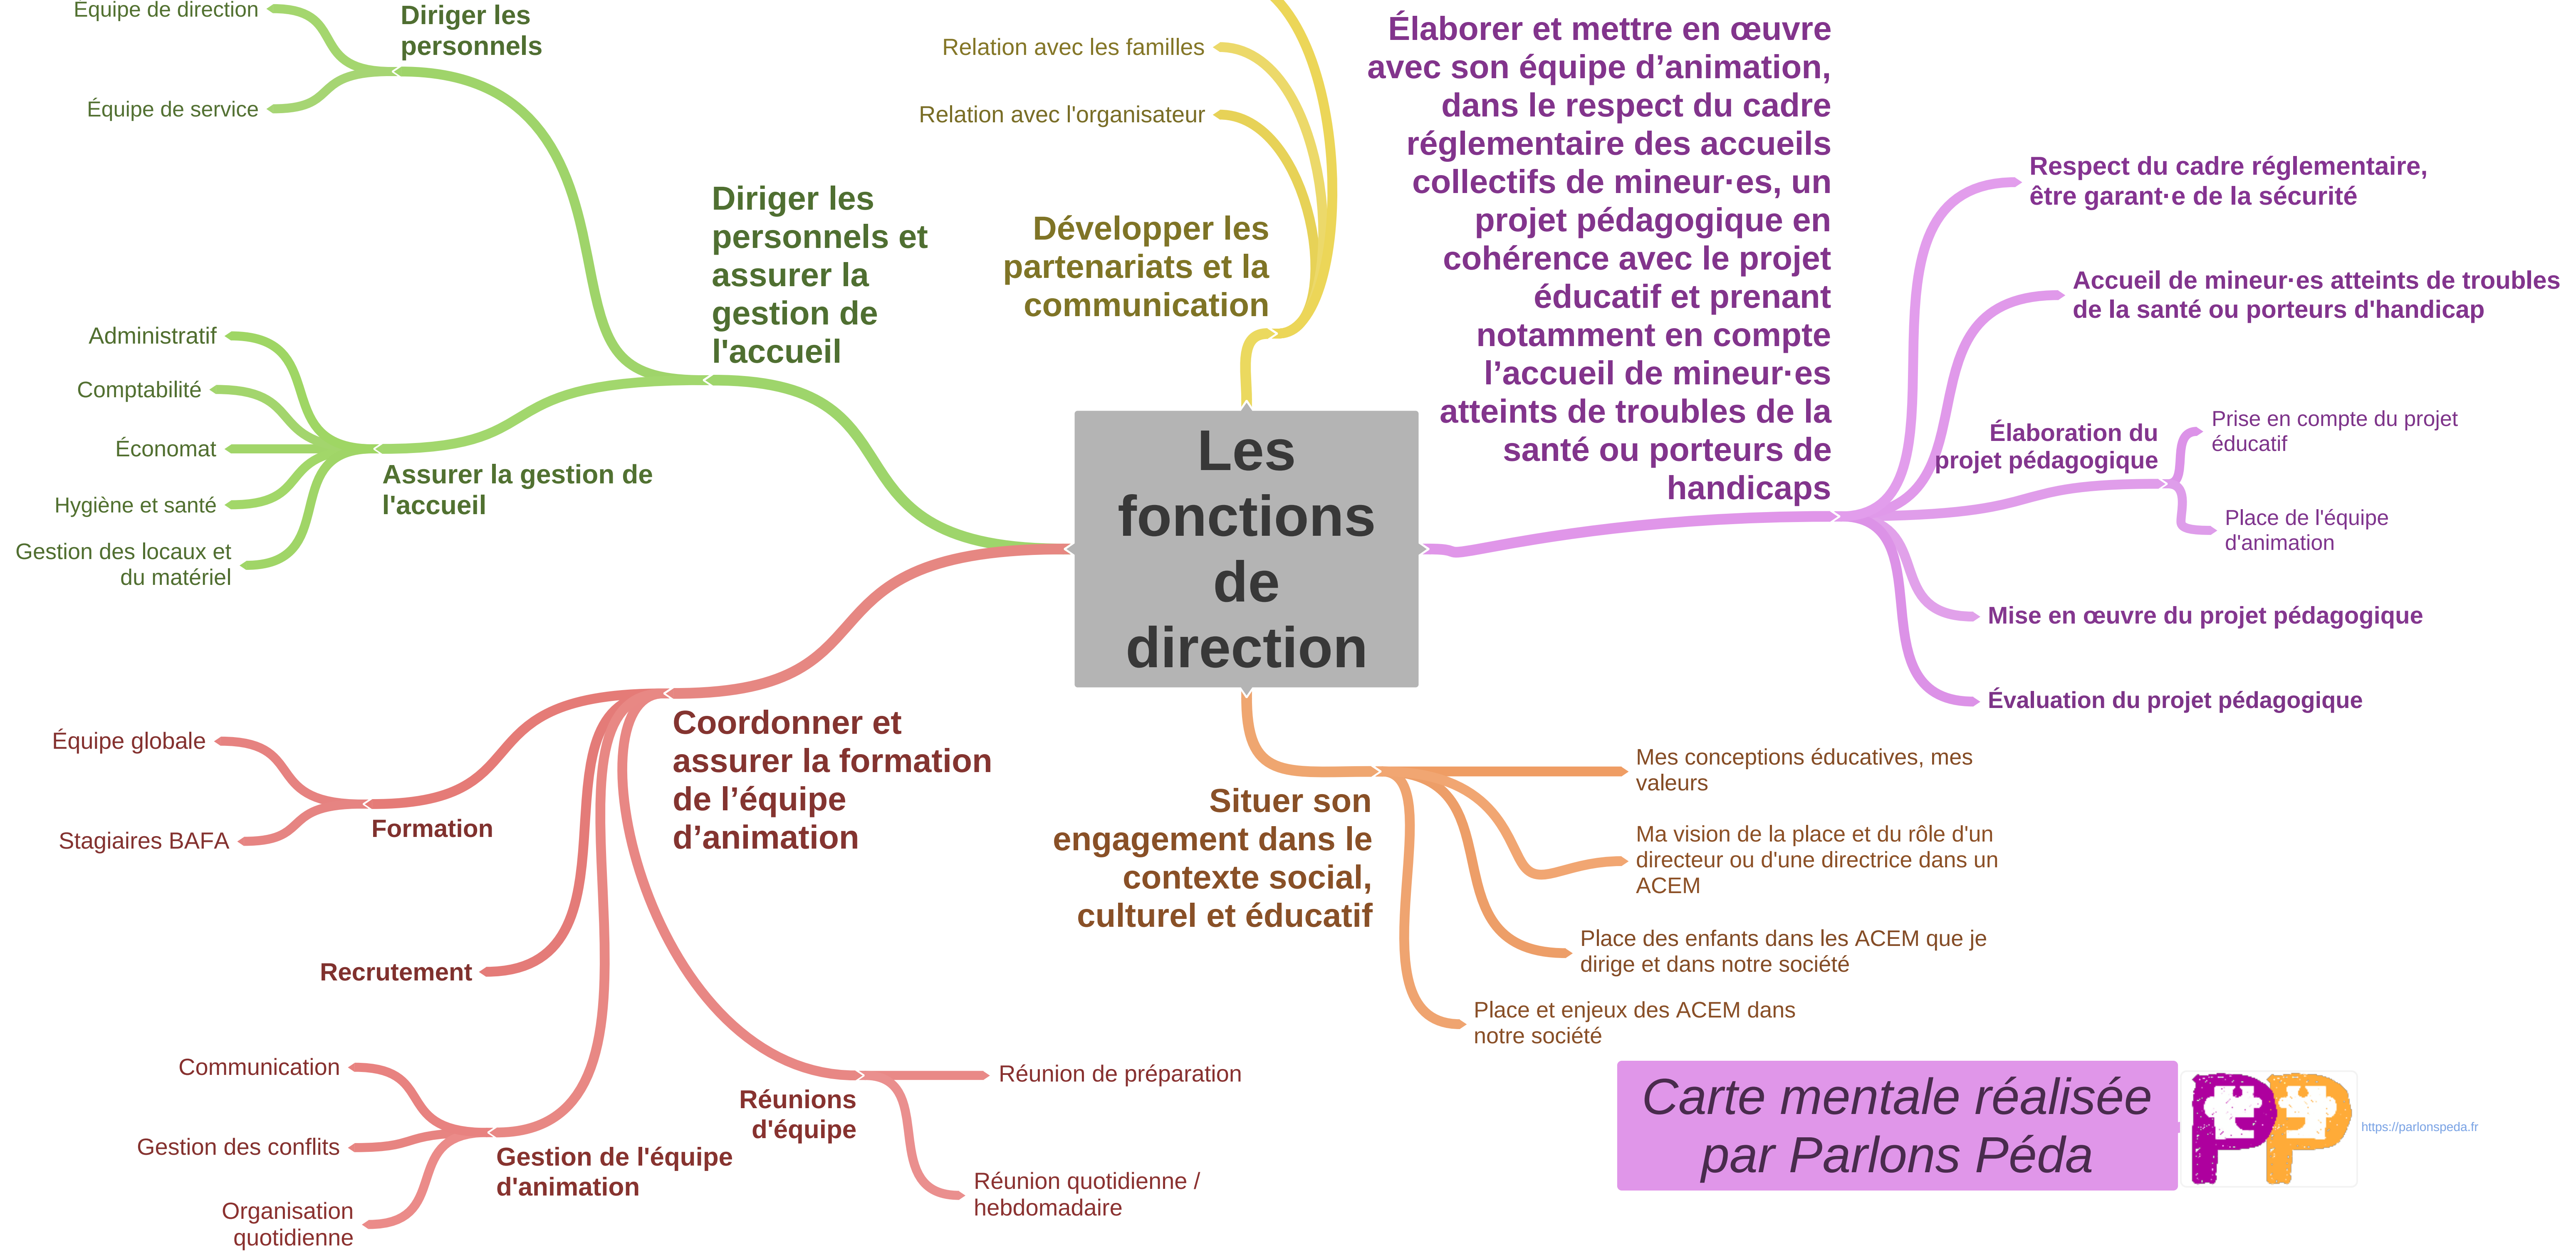 Équipe de direction
Diriger les
personnels
Équipe de service
Diriger les
personnels et
assurer la
gestion de
l'accueil
Administratif
Comptabilité
Économat
Hygiène et santé
Gestion des locaux et
du matériel
Assurer la gestion de
l'accueil
Relation avec les familles
Relation avec l'organisateur
Développer les
partenariats et la
communication
Les
fonctions
de
direction
Élaborer et mettre en œuvre
avec son équipe d’animation,
dans le respect du cadre
réglementaire des accueils
collectifs de mineur·es, un
projet pédagogique en
cohérence avec le projet
éducatif et prenant
notamment en compte
l’accueil de mineur·es
atteints de troubles de la
santé ou porteurs de
handicaps
Respect du cadre réglementaire,
être garant·e de la sécurité
Accueil de mineur·es atteints de troubles
de la santé ou porteurs d'handicap
Élaboration du
projet pédagogique
Prise en compte du projet
éducatif
Place de l'équipe
d'animation
Mise en œuvre du projet pédagogique
Évaluation du projet pédagogique
Coordonner et
assurer la formation
de l’équipe
d’animation
Équipe globale
Stagiaires BAFA
Formation
Recrutement
Communication
Gestion des conflits
Organisation
quotidienne
Gestion de l'équipe
d'animation
Réunions
d'équipe
Réunion de préparation
Réunion quotidienne /
hebdomadaire
Situer son
engagement dans le
contexte social,
culturel et éducatif
Mes conceptions éducatives, mes
valeurs
Ma vision de la place et du rôle d'un
directeur ou d'une directrice dans un
ACEM
Place des enfants dans les ACEM que je
dirige et dans notre société
Place et enjeux des ACEM dans
notre société
Carte mentale réalisée
par Parlons Péda
PP
https://parlonspeda.fr